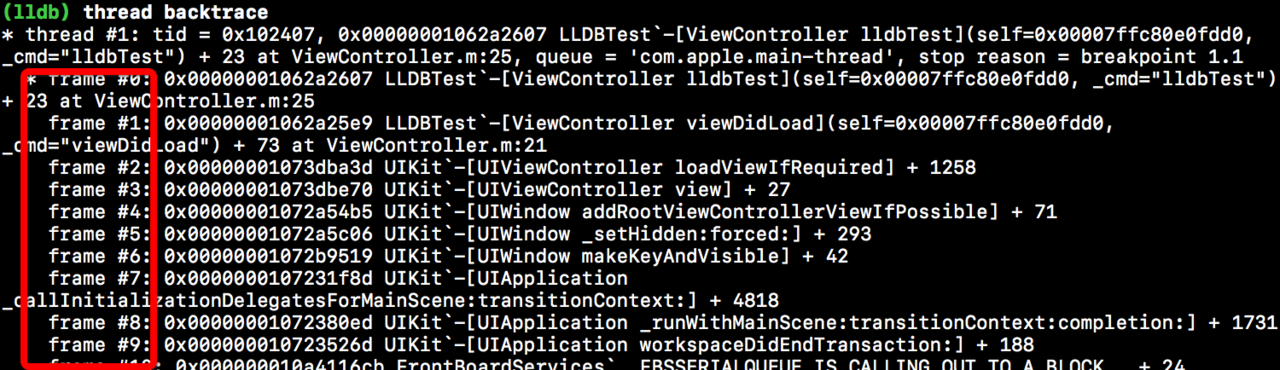 (lldb) thread backtrace
* thread #1: tid = 0x102407, 0x00000001062a2607 LLDBTest`-[ViewController lldbTest](self=0x00007ffc80e0fdd0,
_cmd="lldbTest") + 23 at ViewController.m:25, queue = 'com.apple.main-thread', stop reason = breakpoint 1.1
* frame #0: 0x00000001062a2607 LLDBTest`-[ViewController lldbTest](self=0x00007ffc80e0fdd0, _cmd="lldbTest")
+ 23 at ViewController.m:25
frame #1: 0x00000001062a25e9 LLDBTest`-[ViewController viewDidLoad](self=0x00007ffc80e0fdd0,
_cmd="viewDidLoad") + 73 at ViewController.m:21
frame #2: 0x00000001073dba3d UIKit`-[UIViewController loadViewIfRequired] + 1258
frame #3: 0x00000001073dbe70 UIKit`-[UIViewController view] + 27
frame #4: 0x00000001072a54b5 UIKit`-[UIWindow addRootViewControllerViewIfPossible] + 71
frame #5: 0x00000001072a5c06 UIKit`-[UIWindow _setHidden:forced:] + 293
frame #6: 0x00000001072b9519 UIKit`-[UIWindow makeKeyAndVisible] + 42
frame #7: 0x0000000107231f8d UIKit`-[UIApplication
_callInitializationDelegatesForMainScene:transitionContext:] + 4818
frame #8: 0x00000001072380ed UIKit`-[UIApplication _runWithMainScene:transitionContext:completion:] + 1731
frame #9: 0x000000010723526d UIKit`-[UIApplication workspaceDidEndTransaction:] + 188
frame #10: 0x000000010a4116cb FrontBoardServices`__FBSSERIALQUEUE_IS_CALLING_OUT_TO_A_BLOCK__ + 24